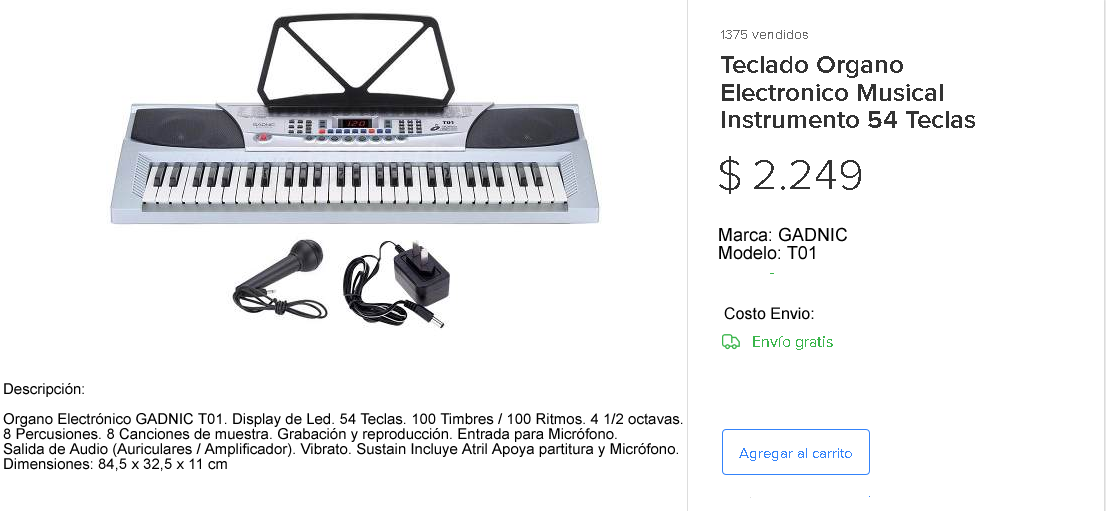 1375 vendidos
Teclado Organo
Electronico Musical
Instrumento 54 Teclas
$ 2.249
Marca: GADNIC
Modelo: T01
Costo Envio:
Envío gratis
Agregar al carrito
GADNIC
120
T01
Descripción:
Organo Electrónico GADNIC T01. Display de Led. 54 Teclas. 100 Timbres / 100 Ritmos. 4 1/2 octavas.
8 Percusiones. 8 Canciones de muestra. Grabación y reproducción. Entrada para Micrófono.
Salida de Audio (Auriculares / Amplificador). Vibrato. Sustain Incluye Atril Apoya partitura y Micrófono.
Dimensiones: 84,5 x 32,5 x 11 cm